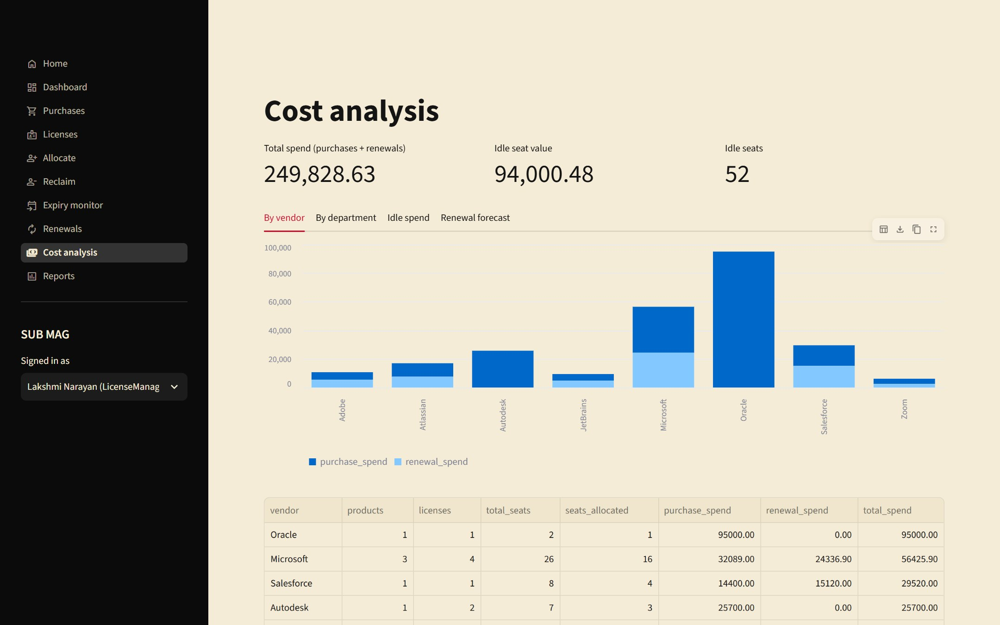 Home
Dashboard
Purchases
Licenses
Allocate
Reclaim
Expiry monitor
Renewals
Cost analysis
Reports
SUB MAG
Signed in as
Lakshmi Narayan (LicenseManag
Cost analysis
Total spend (purchases + renewals) Idle seat value Idle seats
249,828.63 94,000.48 52
By vendor By department Idle spend Renewal forecast
100,000
80,000
60,000
40,000
20,000
0
Adobe Atlassian Autodesk JetBrains Microsoft Oracle Salesforce Zoom
purchase_spend renewal_spend
vendor products licenses total_seats seats_allocated purchase_spend renewal_spend total_spend
Oracle 1 1 2 1 95000.00 0.00 95000.00
Microsoft 3 4 26 16 32089.00 24336.90 56425.90
Salesforce 1 1 8 4 14400.00 15120.00 29520.00
Autodesk 1 2 7 3 25700.00 0.00 25700.00